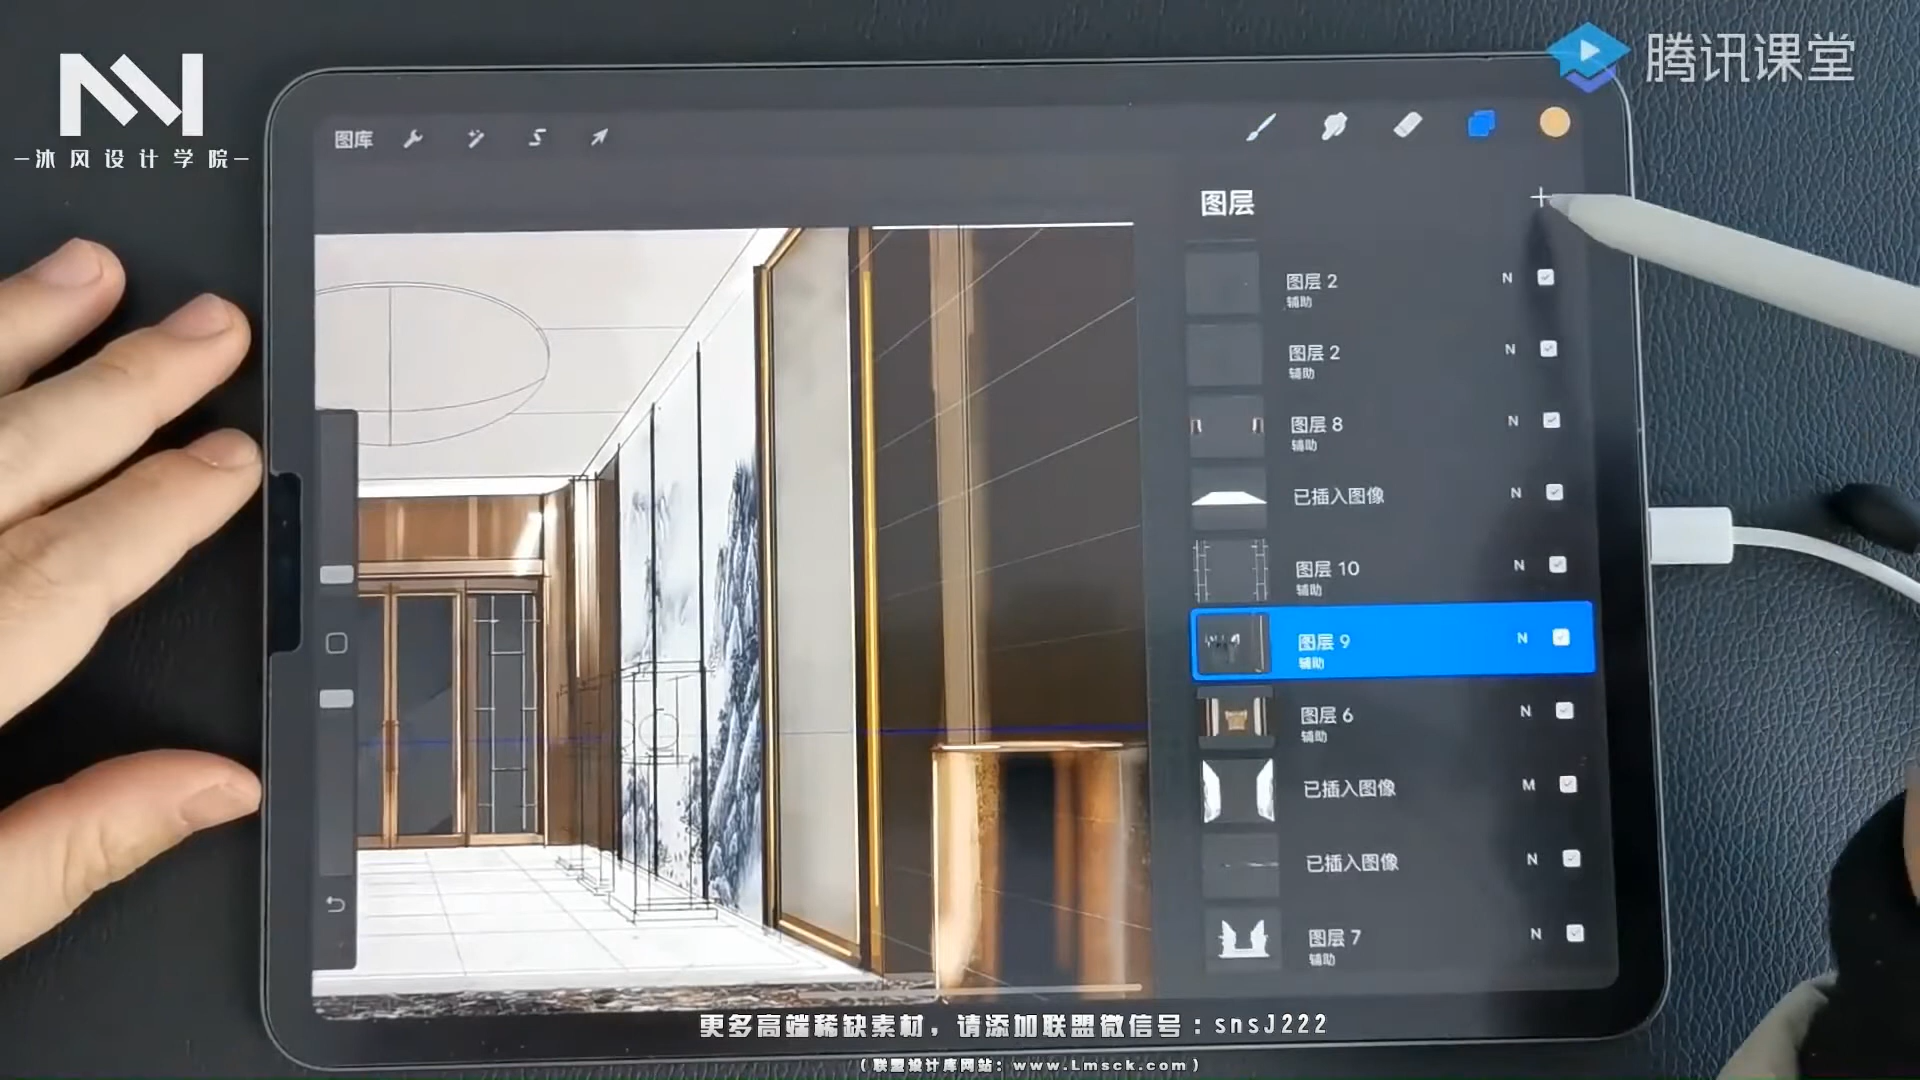 腾讯课堂
沐风设计学院
图库
图层
图层 2
辅助
N
图层 2
辅助
N
图层 8
辅助
N
已插入图像
N
图层 10
辅助
N
图层 9
辅助
N
图层 6
辅助
N
已插入图像
M
已插入图像
N
图层 7
辅助
N
更多高端稀缺素材，请添加联盟微信号：snsJ222
（联盟设计库网站：www.Lmsck.com）